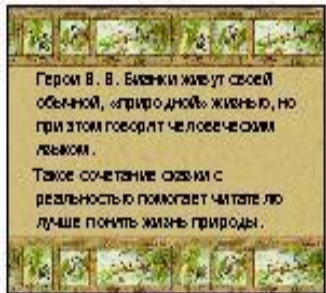 Герои В. В. Бианки живут своей
обычной, «природной» жизнью, но
при этом говорят человеческим
языком.
Такое сочетание сказки с
реальностью помогает читателю
лучше понять жизнь природы.